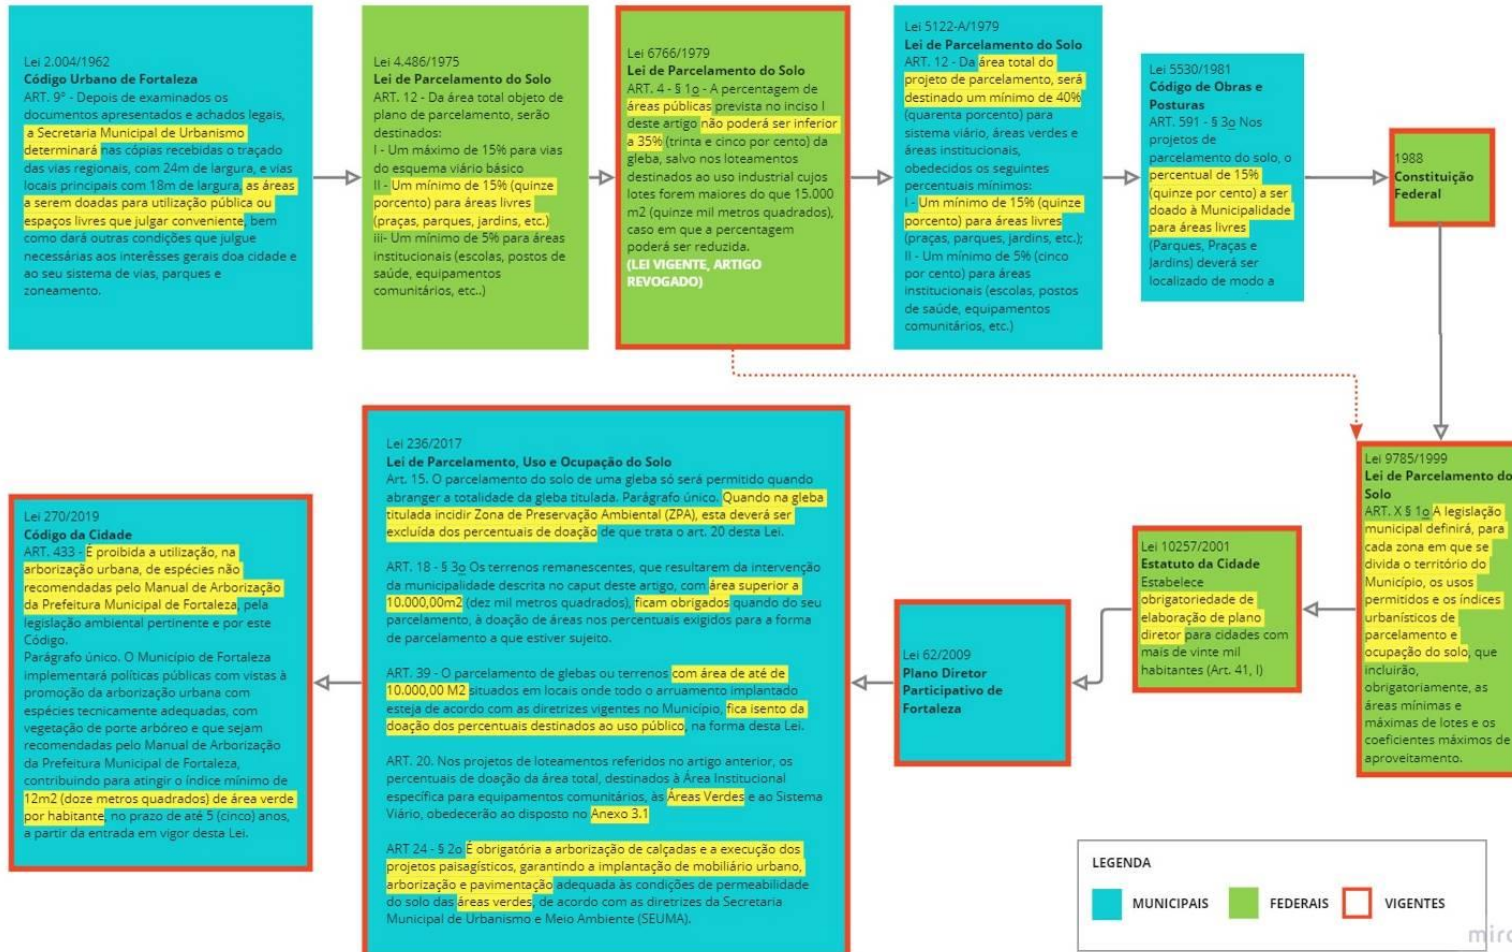 Lei 2.004/1962
Código Urbano de Fortaleza
ART. 9º - Depois de examinados os
documentos apresentados e achados legais,
a Secretaria Municipal de Urbanismo
determinará nas cópias recebidas o traçado
das vias regionais, com 24m de largura, e vias
locais principais com 18m de largura, as áreas
a serem doadas para utilização pública ou
espaços livres que julgar conveniente, bem
como dará outras condições que julgue
necessárias aos interêsses gerais doa cidade e
ao seu sistema de vias, parques e
zoneamento.
Lei 4.486/1975
Lei de Parcelamento do Solo
ART. 12 - Da área total objeto de
plano de parcelamento, serão
destinados:
I - Um máximo de 15% para vias
do esquema viário básico
II - Um mínimo de 15% (quinze
porcento) para áreas livres
(praças, parques, jardins, etc.)
iii- Um mínimo de 5% para áreas
institucionais (escolas, postos de
saúde, equipamentos
comunitários, etc..)
Lei 6766/1979
Lei de Parcelamento do Solo
ART. 4 - § 1o - A percentagem de
áreas públicas prevista no inciso I
deste artigo não poderá ser inferior
a 35% (trinta e cinco por cento) da
gleba, salvo nos loteamentos
destinados ao uso industrial cujos
lotes forem maiores do que 15.000
m2 (quinze mil metros quadrados),
caso em que a percentagem
poderá ser reduzida.
(LEI VIGENTE, ARTIGO
REVOGADO)
Lei 5122-A/1979
Lei de Parcelamento do Solo
ART. 12 - Da área total do
projeto de parcelamento, será
destinado um mínimo de 40%
(quarenta porcento) para
sistema viário, áreas verdes e
áreas institucionais,
obedecidos os seguintes
percentuais mínimos:
I - Um mínimo de 15% (quinze
porcento) para áreas livres
(praças, parques, jardins, etc.);
II - Um mínimo de 5% (cinco
por cento) para áreas
institucionais (escolas, postos
de saúde, equipamentos
comunitários, etc.)
Lei 5530/1981
Código de Obras e
Posturas
ART. 591 - § 3o Nos
projetos de
parcelamento do solo, o
percentual de 15%
(quinze por cento) a ser
doado à Municipalidade
para áreas livres
(Parques, Praças e
Jardins) deverá ser
localizado de modo a
1988
Constituição
Federal
Lei 9785/1999
Lei de Parcelamento do
Solo
ART. X § 1o A legislação
municipal definirá, para
cada zona em que se
divida o território do
Município, os usos
permitidos e os índices
urbanísticos de
parcelamento e
ocupação do solo, que
incluirão,
obrigatoriamente, as
áreas mínimas e
máximas de lotes e os
coeficientes máximos de
aproveitamento.
Lei 10257/2001
Estatuto da Cidade
Estabelece
obrigatoriedade de
elaboração de plano
diretor para cidades com
mais de vinte mil
habitantes (Art. 41, I)
Lei 62/2009
Plano Diretor
Participativo de
Fortaleza
Lei 236/2017
Lei de Parcelamento, Uso e Ocupação do Solo
Art. 15. O parcelamento do solo de uma gleba só será permitido quando
abranger a totalidade da gleba titulada. Parágrafo único. Quando na gleba
titulada incidir Zona de Preservação Ambiental (ZPA), esta deverá ser
excluída dos percentuais de doação de que trata o art. 20 desta Lei.
ART. 18 - § 3o Os terrenos remanescentes, que resultarem da intervenção
da municipalidade descrita no caput deste artigo, com área superior a
10.000,00m2 (dez mil metros quadrados), ficam obrigados quando do seu
parcelamento, à doação de áreas nos percentuais exigidos para a forma
de parcelamento a que estiver sujeito.
ART. 39 - O parcelamento de glebas ou terrenos com área de até de
10.000,00 M2 situados em locais onde todo o arruamento implantado
esteja de acordo com as diretrizes vigentes no Município, fica isento da
doação dos percentuais destinados ao uso público, na forma desta Lei.
ART. 20. Nos projetos de loteamentos referidos no artigo anterior, os
percentuais de doação da área total, destinados à Área Institucional
específica para equipamentos comunitários, às Áreas Verdes e ao Sistema
Viário, obedecerão ao disposto no Anexo 3.1
ART 24 - § 2o É obrigatória a arborização de calçadas e a execução dos
projetos paisagísticos, garantindo a implantação de mobiliário urbano,
arborização e pavimentação adequada às condições de permeabilidade
do solo das áreas verdes, de acordo com as diretrizes da Secretaria
Municipal de Urbanismo e Meio Ambiente (SEUMA).
Lei 270/2019
Código da Cidade
ART. 433 - É proibida a utilização, na
arborização urbana, de espécies não
recomendadas pelo Manual de Arborização
da Prefeitura Municipal de Fortaleza, pela
legislação ambiental pertinente e por este
Código.
Parágrafo único. O Município de Fortaleza
implementará políticas públicas com vistas à
promoção da arborização urbana com
espécies tecnicamente adequadas, com
vegetação de porte arbóreo e que sejam
recomendadas pelo Manual de Arborização
da Prefeitura Municipal de Fortaleza,
contribuindo para atingir o índice mínimo de
12m2 (doze metros quadrados) de área verde
por habitante, no prazo de até 5 (cinco) anos,
a partir da entrada em vigor desta Lei.
LEGENDA
MUNICIPAIS
FEDERAIS
VIGENTES
miro